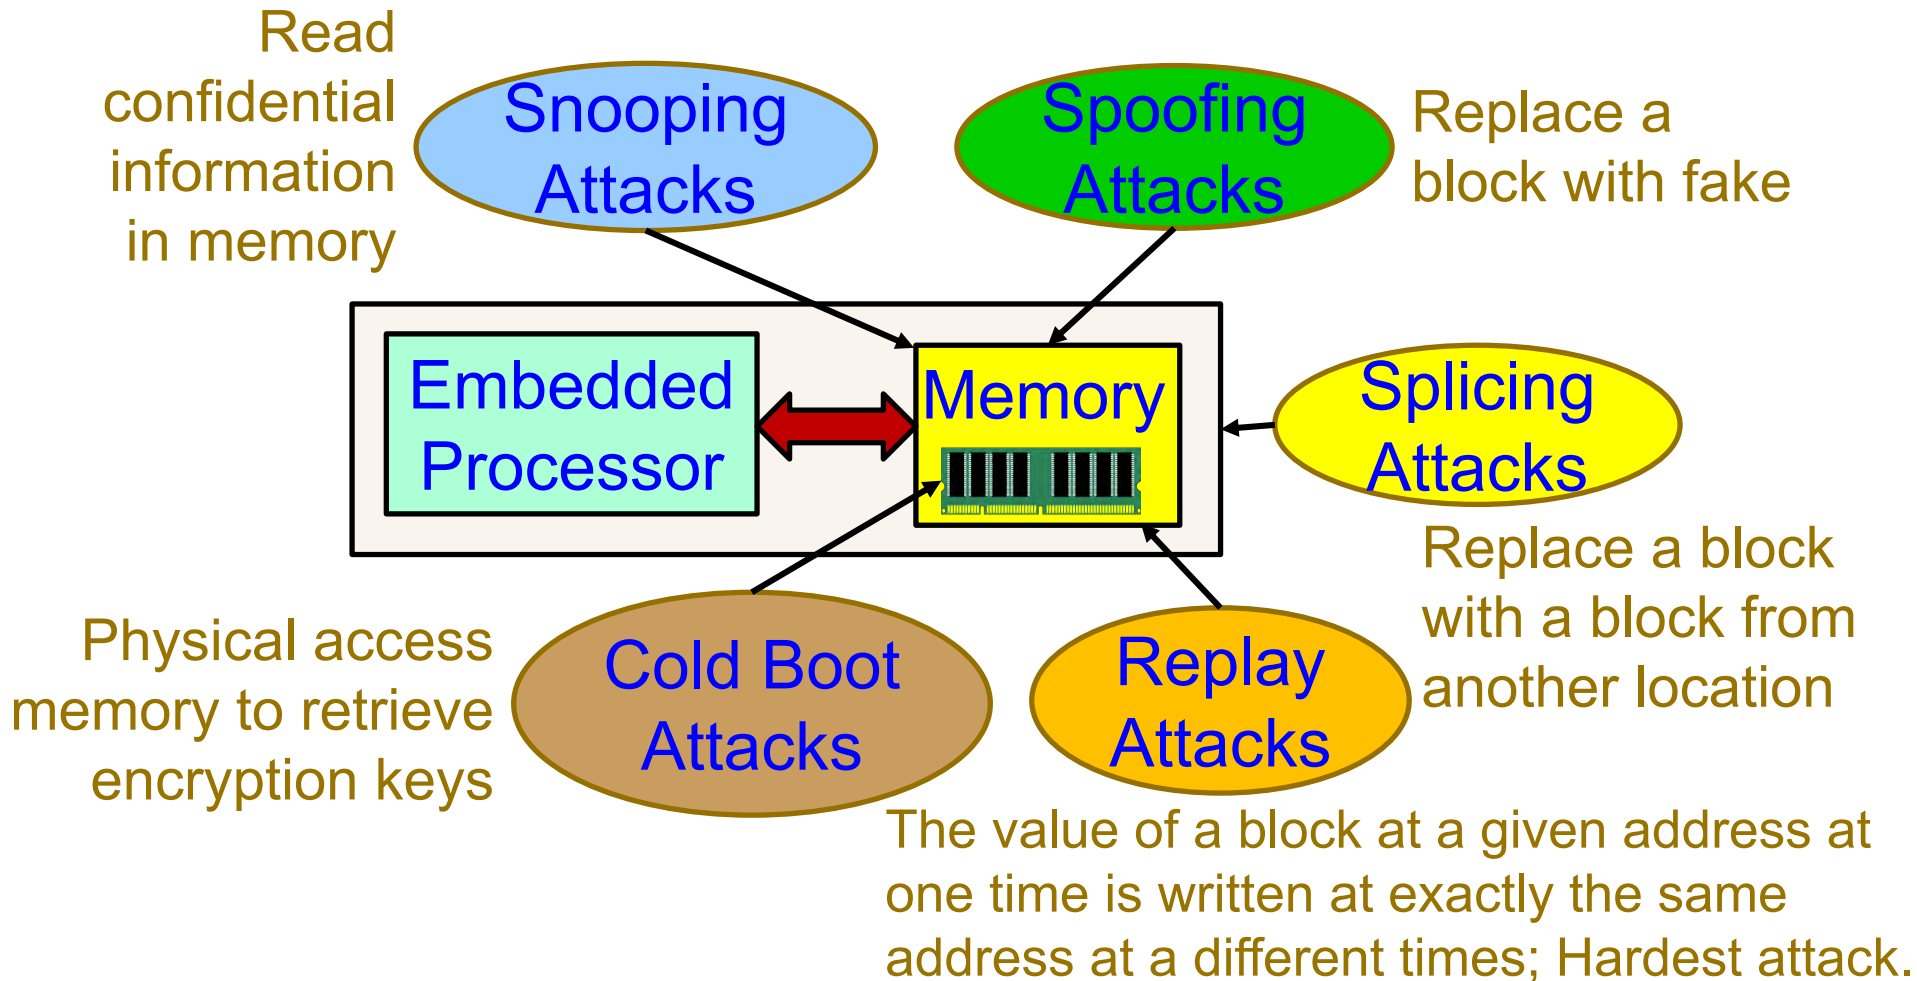 Read
confidential
information
in memory
Snooping
Attacks
Spoofing
Attacks
Replace a
block with fake
Embedded
Processor
Memory
Splicing
Attacks
Replace a block
with a block from
another location
Physical access
memory to retrieve
encryption keys
Cold Boot
Attacks
Replay
Attacks
The value of a block at a given address at
one time is written at exactly the same
address at a different times; Hardest attack.